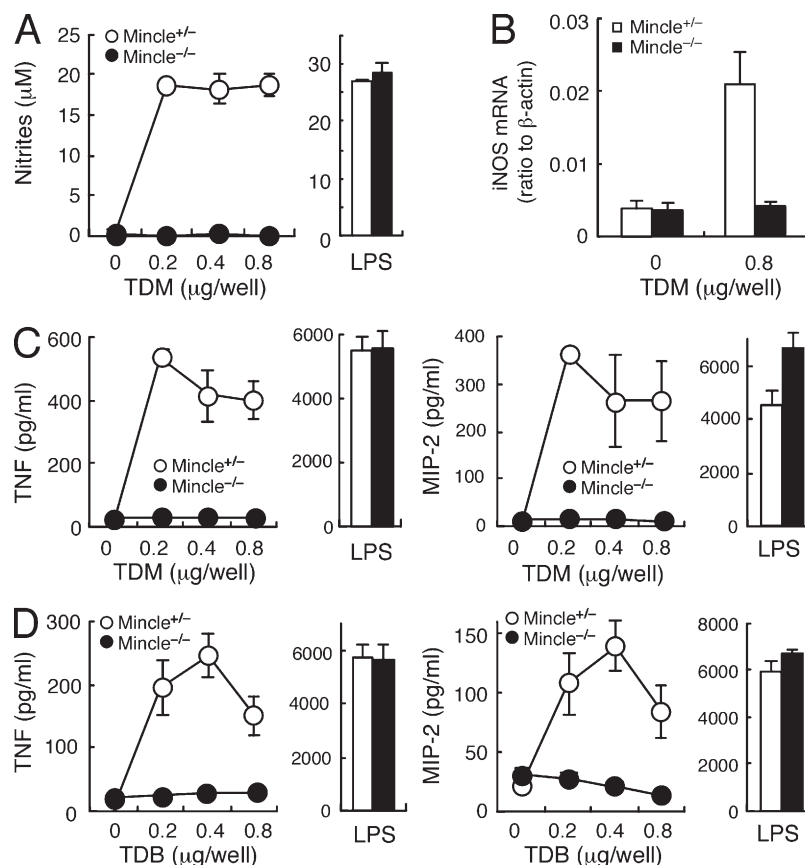 A
Mincle+/−
Mincle−/−
Nitrites (μM)
25
20
15
10
5
0
0 0.2 0.4 0.8
TDM (μg/well)
30
20
10
0
LPS
B
Mincle+/−
Mincle−/−
iNOS mRNA
(ratio to β-actin)
0.03
0.02
0.01
0
0 0.8
TDM (μg/well)
C
TNF (pg/ml)
600
400
200
0
Mincle+/−
Mincle−/−
0 0.2 0.4 0.8
TDM (μg/well)
6000
4000
2000
0
LPS
MIP-2 (pg/ml)
400
300
200
100
0
Mincle+/−
Mincle−/−
0 0.2 0.4 0.8
TDM (μg/well)
6000
4000
2000
0
LPS
D
Mincle+/−
Mincle−/−
TNF (pg/ml)
300
200
100
0
0 0.2 0.4 0.8
TDB (μg/well)
6000
4000
2000
0
LPS
Mincle+/−
Mincle−/−
MIP-2 (pg/ml)
150
100
50
0
0 0.2 0.4 0.8
TDB (μg/well)
8000
6000
4000
2000
0
LPS